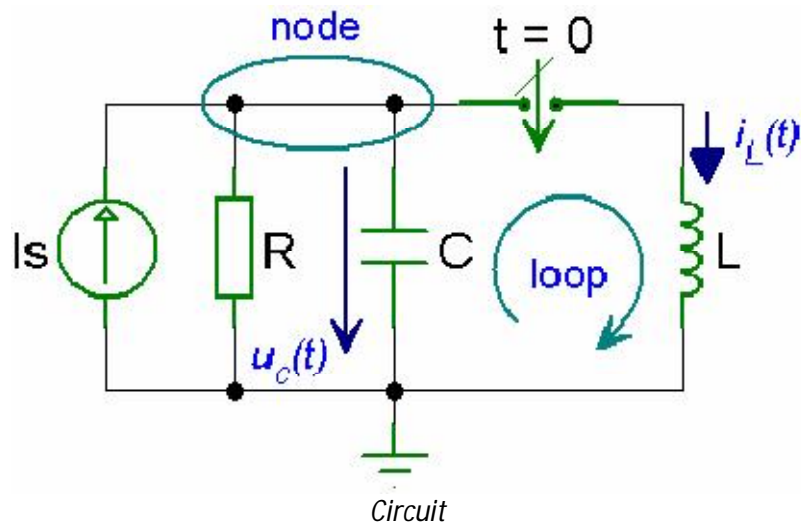 node
t = 0
i_L(t)
Is
R
C
loop
L
u_c(t)
Circuit